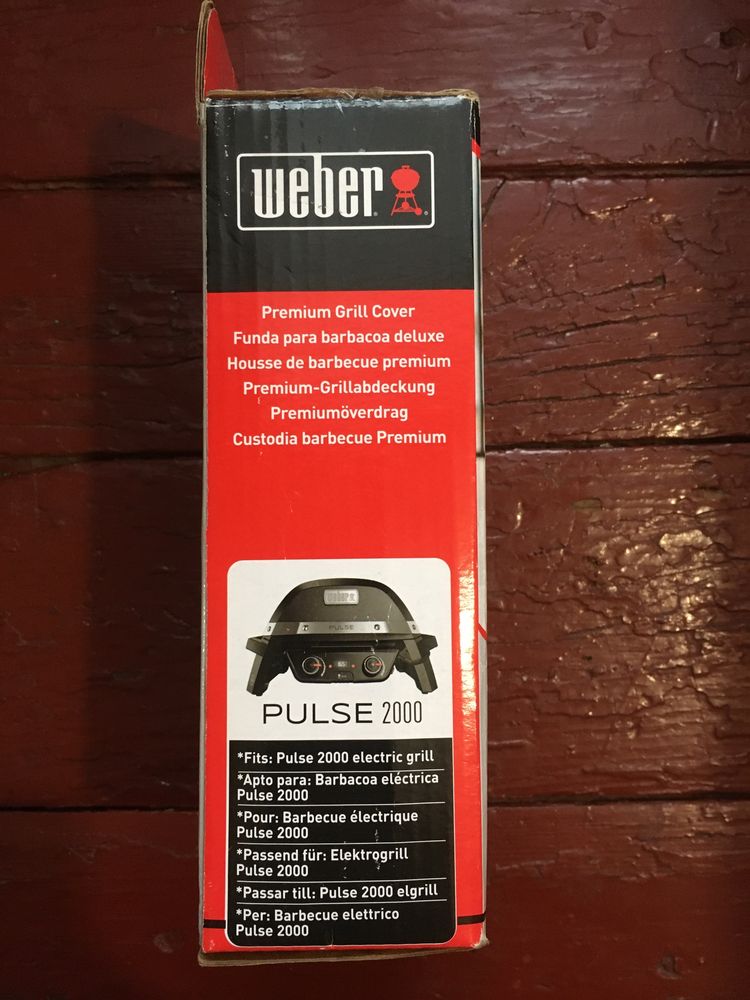 weber
Premium Grill Cover
Funda para barbacoa deluxe
Housse de barbecue premium
Premium-Grillabdeckung
Premiumöverdrag
Custodia barbecue Premium
weber
PULSE
PULSE 2000
*Fits: Pulse 2000 electric grill
*Apto para: Barbacoa eléctrica
Pulse 2000
*Pour: Barbecue électrique
Pulse 2000
*Passend für: Elektrogrill
Pulse 2000
*Passar till: Pulse 2000 elgrill
*Per: Barbecue elettrico
Pulse 2000